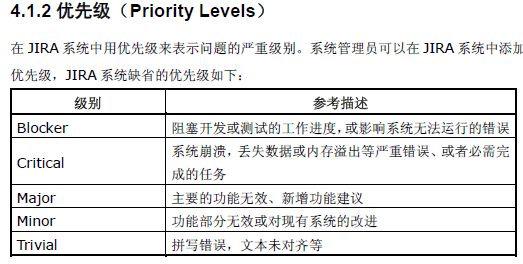 4.1.2 优先级（Priority Levels）
在 JIRA 系统中用优先级来表示问题的严重级别。系统管理员可以在 JIRA 系统中添加
优先级，JIRA 系统缺省的优先级如下：
级别 参考描述
Blocker 阻塞开发或测试的工作进度，或影响系统无法运行的错误
Critical 系统崩溃，丢失数据或内存溢出等严重错误、或者必需完
成的任务
Major 主要的功能无效、新增功能建议
Minor 功能部分无效或对现有系统的改进
Trivial 拼写错误，文本未对齐等